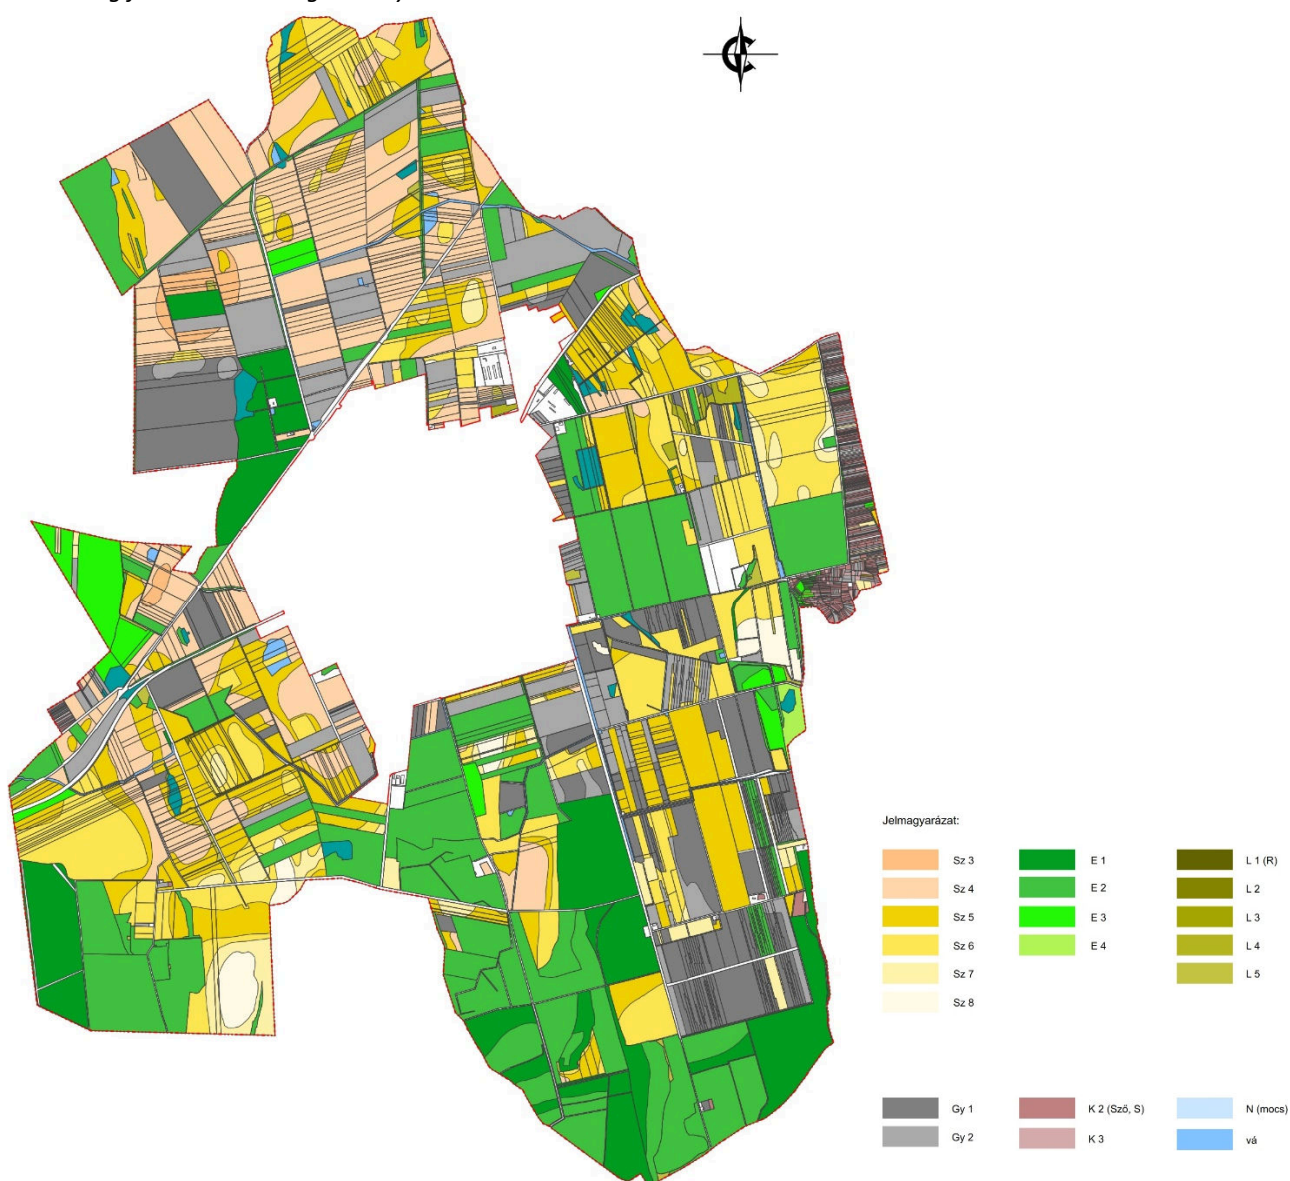 Jelmagyarázat:
Sz 3
Sz 4
Sz 5
Sz 6
Sz 7
Sz 8
E 1
E 2
E 3
E 4
L 1 (R)
L 2
L 3
L 4
L 5
Gy 1
Gy 2
K 2 (Sző, S)
K 3
N (mocs)
vá